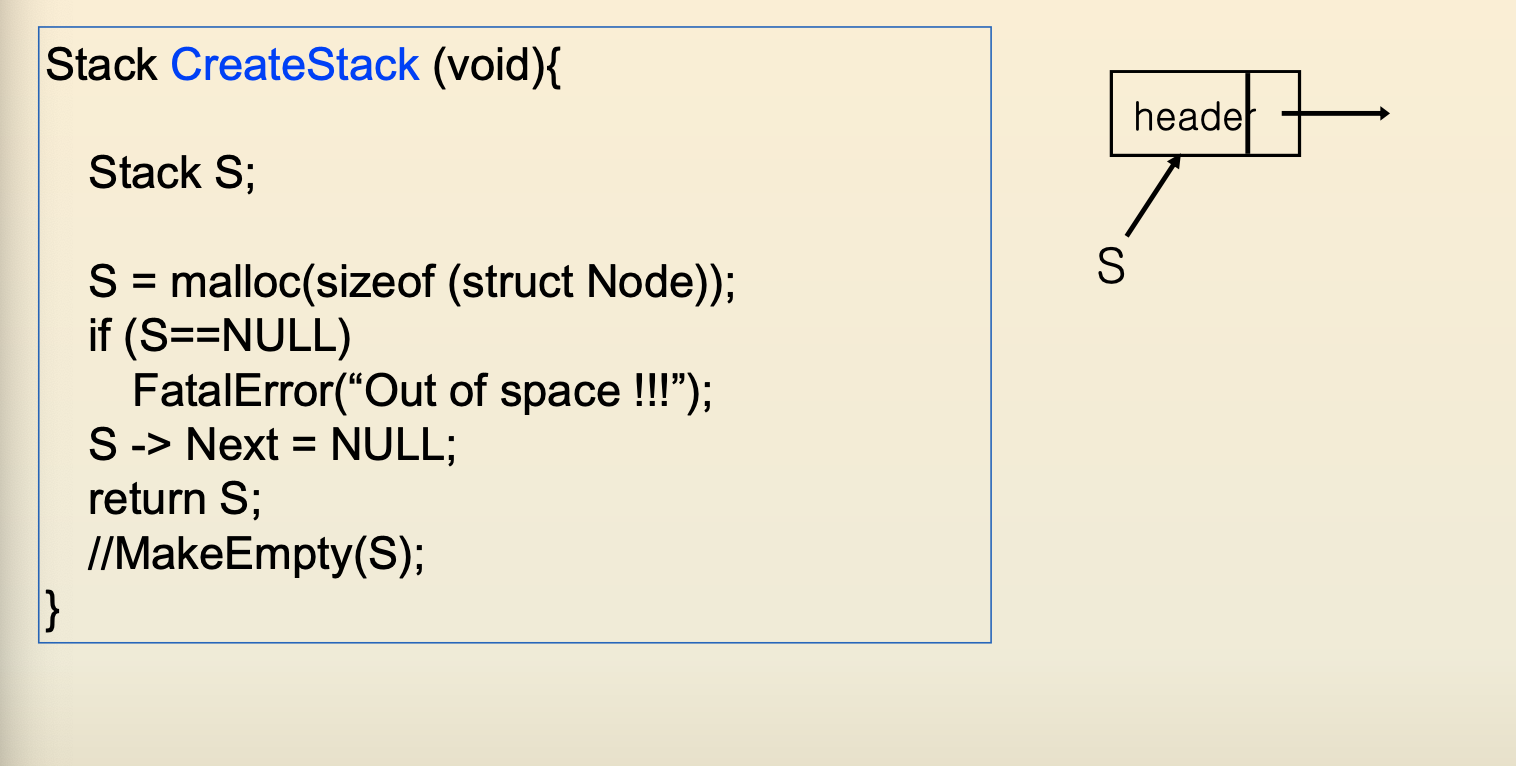 Stack CreateStack (void){
Stack S;
S = malloc(sizeof (struct Node));
if (S==NULL)
FatalError(“Out of space !!!”);
S -> Next = NULL;
return S;
//MakeEmpty(S);
}
header
S